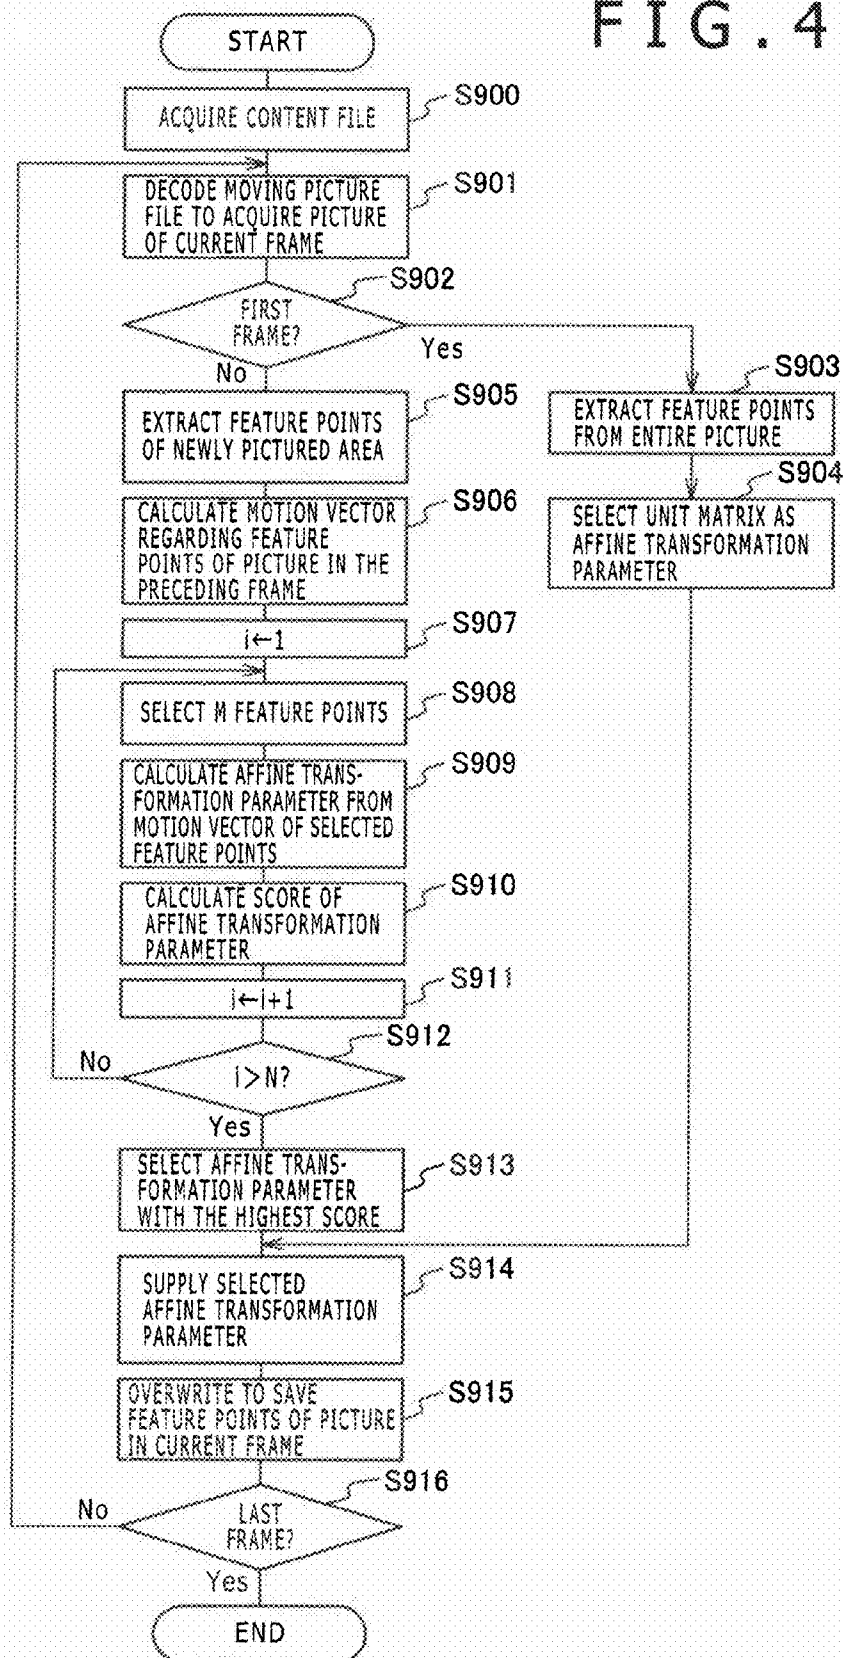 FIG.4
START
S900
ACQUIRE CONTENT FILE
S901
DECODE MOVING PICTURE
FILE TO ACQUIRE PICTURE
OF CURRENT FRAME
S902
FIRST
FRAME?
Yes
No
S903
EXTRACT FEATURE POINTS
FROM ENTIRE PICTURE
S904
SELECT UNIT MATRIX AS
AFFINE TRANSFORMATION
PARAMETER
S905
EXTRACT FEATURE POINTS
OF NEWLY PICTURED AREA
S906
CALCULATE MOTION VECTOR
REGARDING FEATURE
POINTS OF PICTURE IN THE
PRECEDING FRAME
S907
i←1
S908
SELECT M FEATURE POINTS
S909
CALCULATE AFFINE TRANS-
FORMATION PARAMETER FROM
MOTION VECTOR OF SELECTED
FEATURE POINTS
S910
CALCULATE SCORE OF
AFFINE TRANSFORMATION
PARAMETER
S911
i←i+1
S912
i>N?
No
Yes
S913
SELECT AFFINE TRANS-
FORMATION PARAMETER
WITH THE HIGHEST SCORE
S914
SUPPLY SELECTED
AFFINE TRANSFORMATION
PARAMETER
S915
OVERWRITE TO SAVE
FEATURE POINTS OF PICTURE
IN CURRENT FRAME
S916
LAST
FRAME?
No
Yes
END